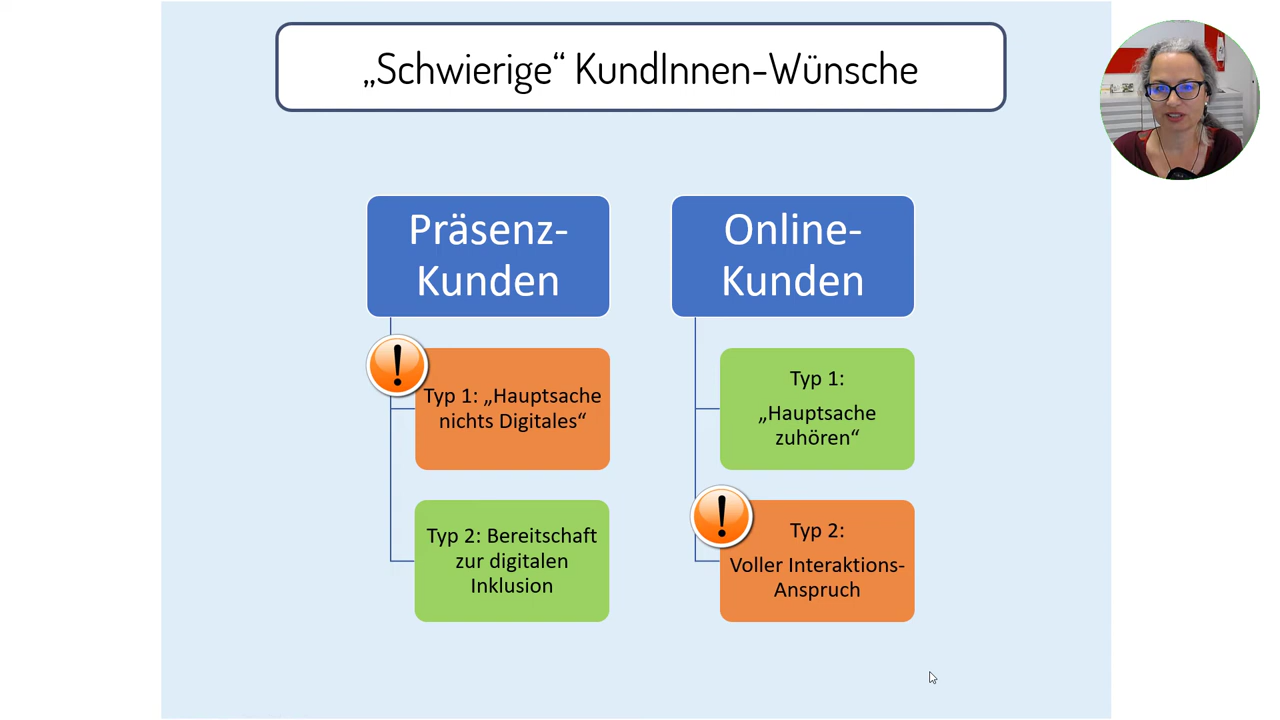 „Schwierige“ KundInnen-Wünsche
Präsenz-
Kunden
Typ 1: „Hauptsache
nichts Digitales“
Typ 2: Bereitschaft
zur digitalen
Inklusion
Online-
Kunden
Typ 1:
„Hauptsache
zuhören“
Typ 2:
Voller Interaktions-
Anspruch